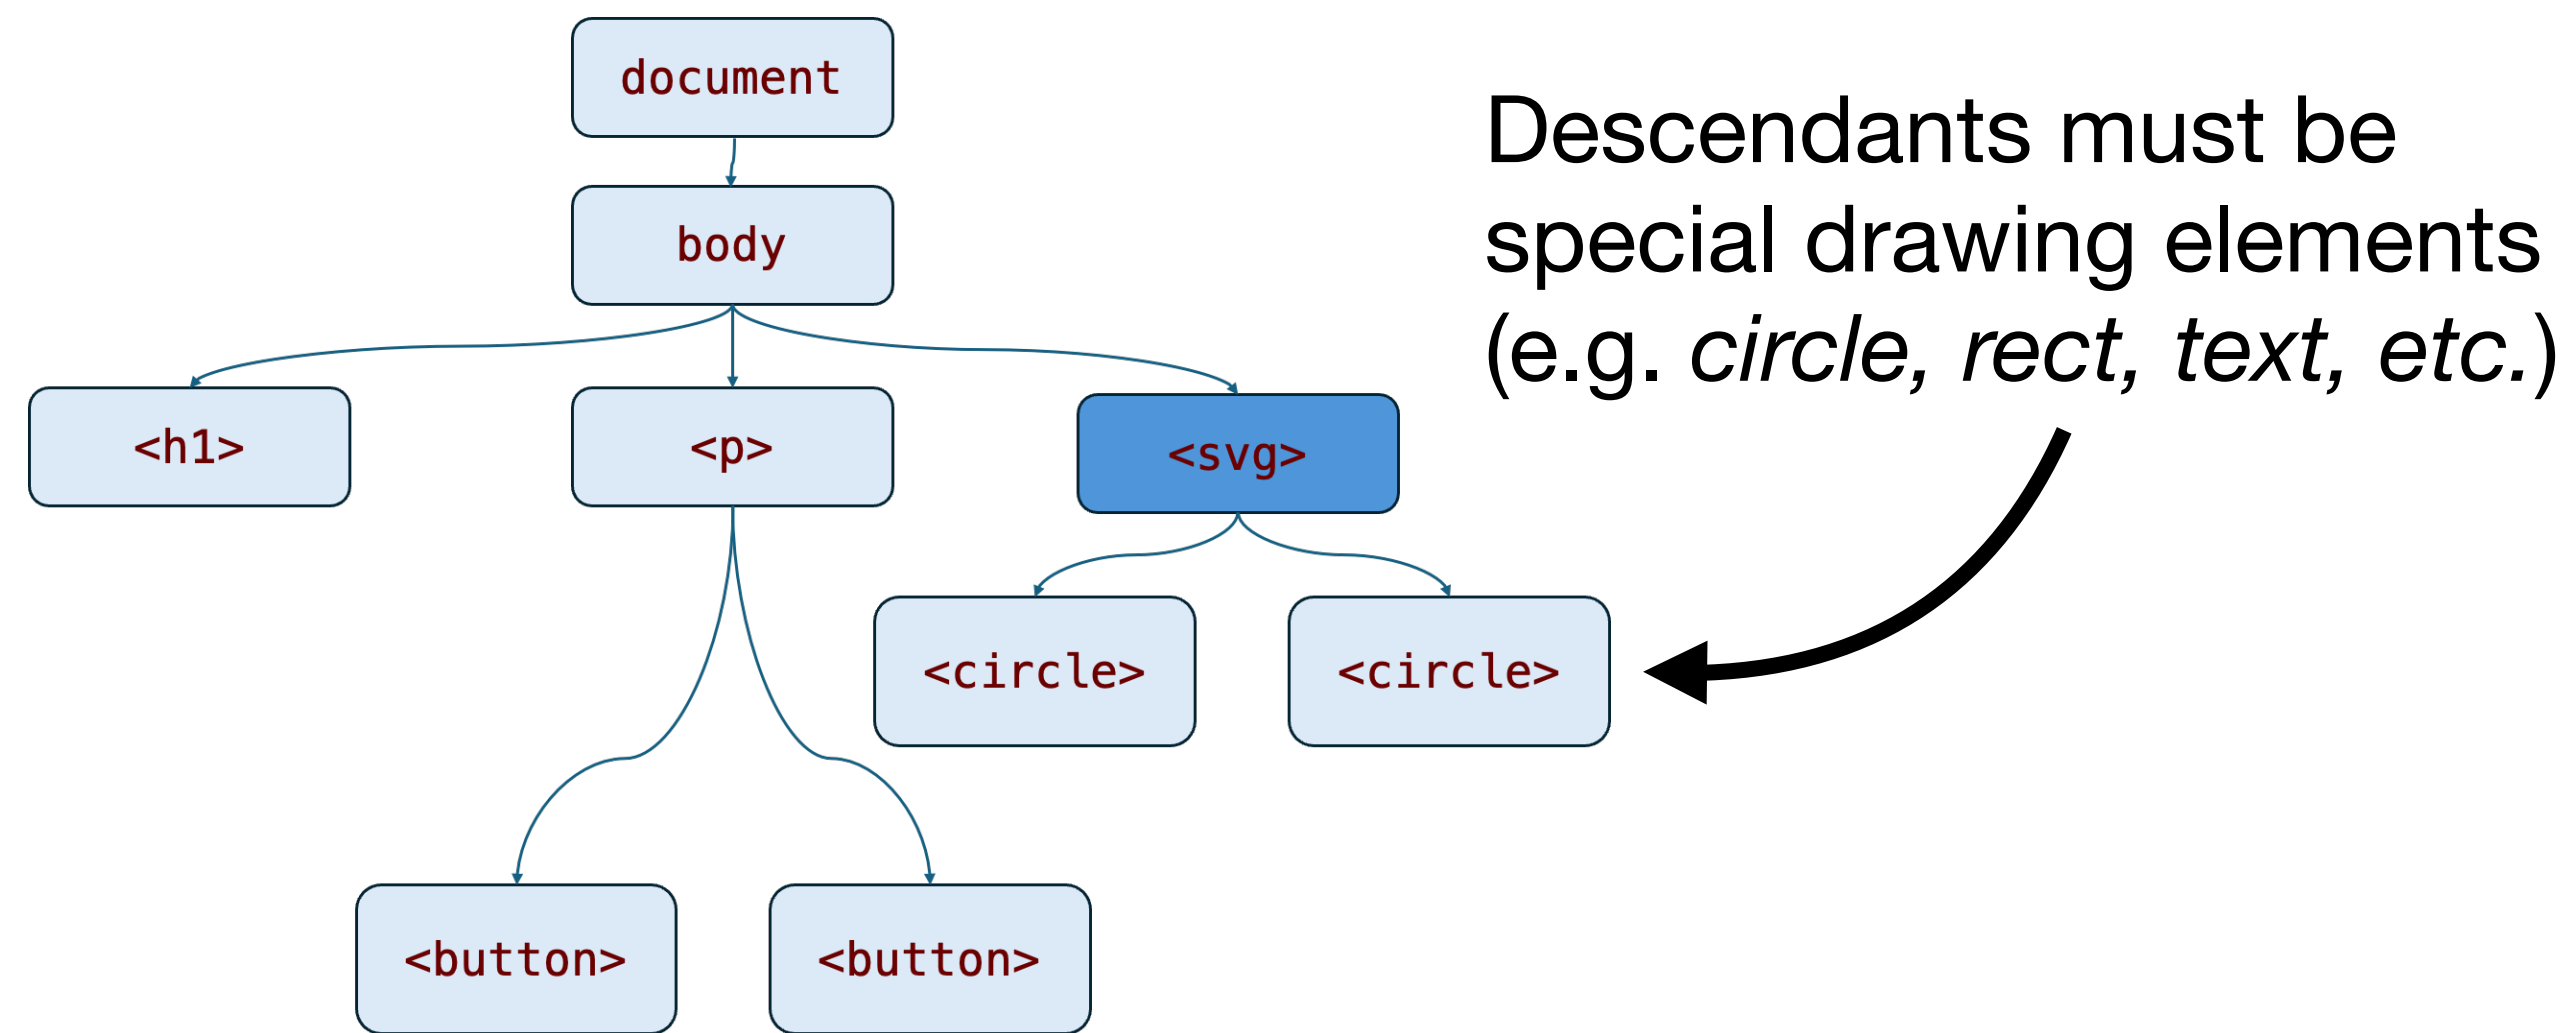 document
body
<h1>
<p>
<svg>
<circle>
<circle>
<button>
<button>
Descendants must be
special drawing elements
(e.g. circle, rect, text, etc.)